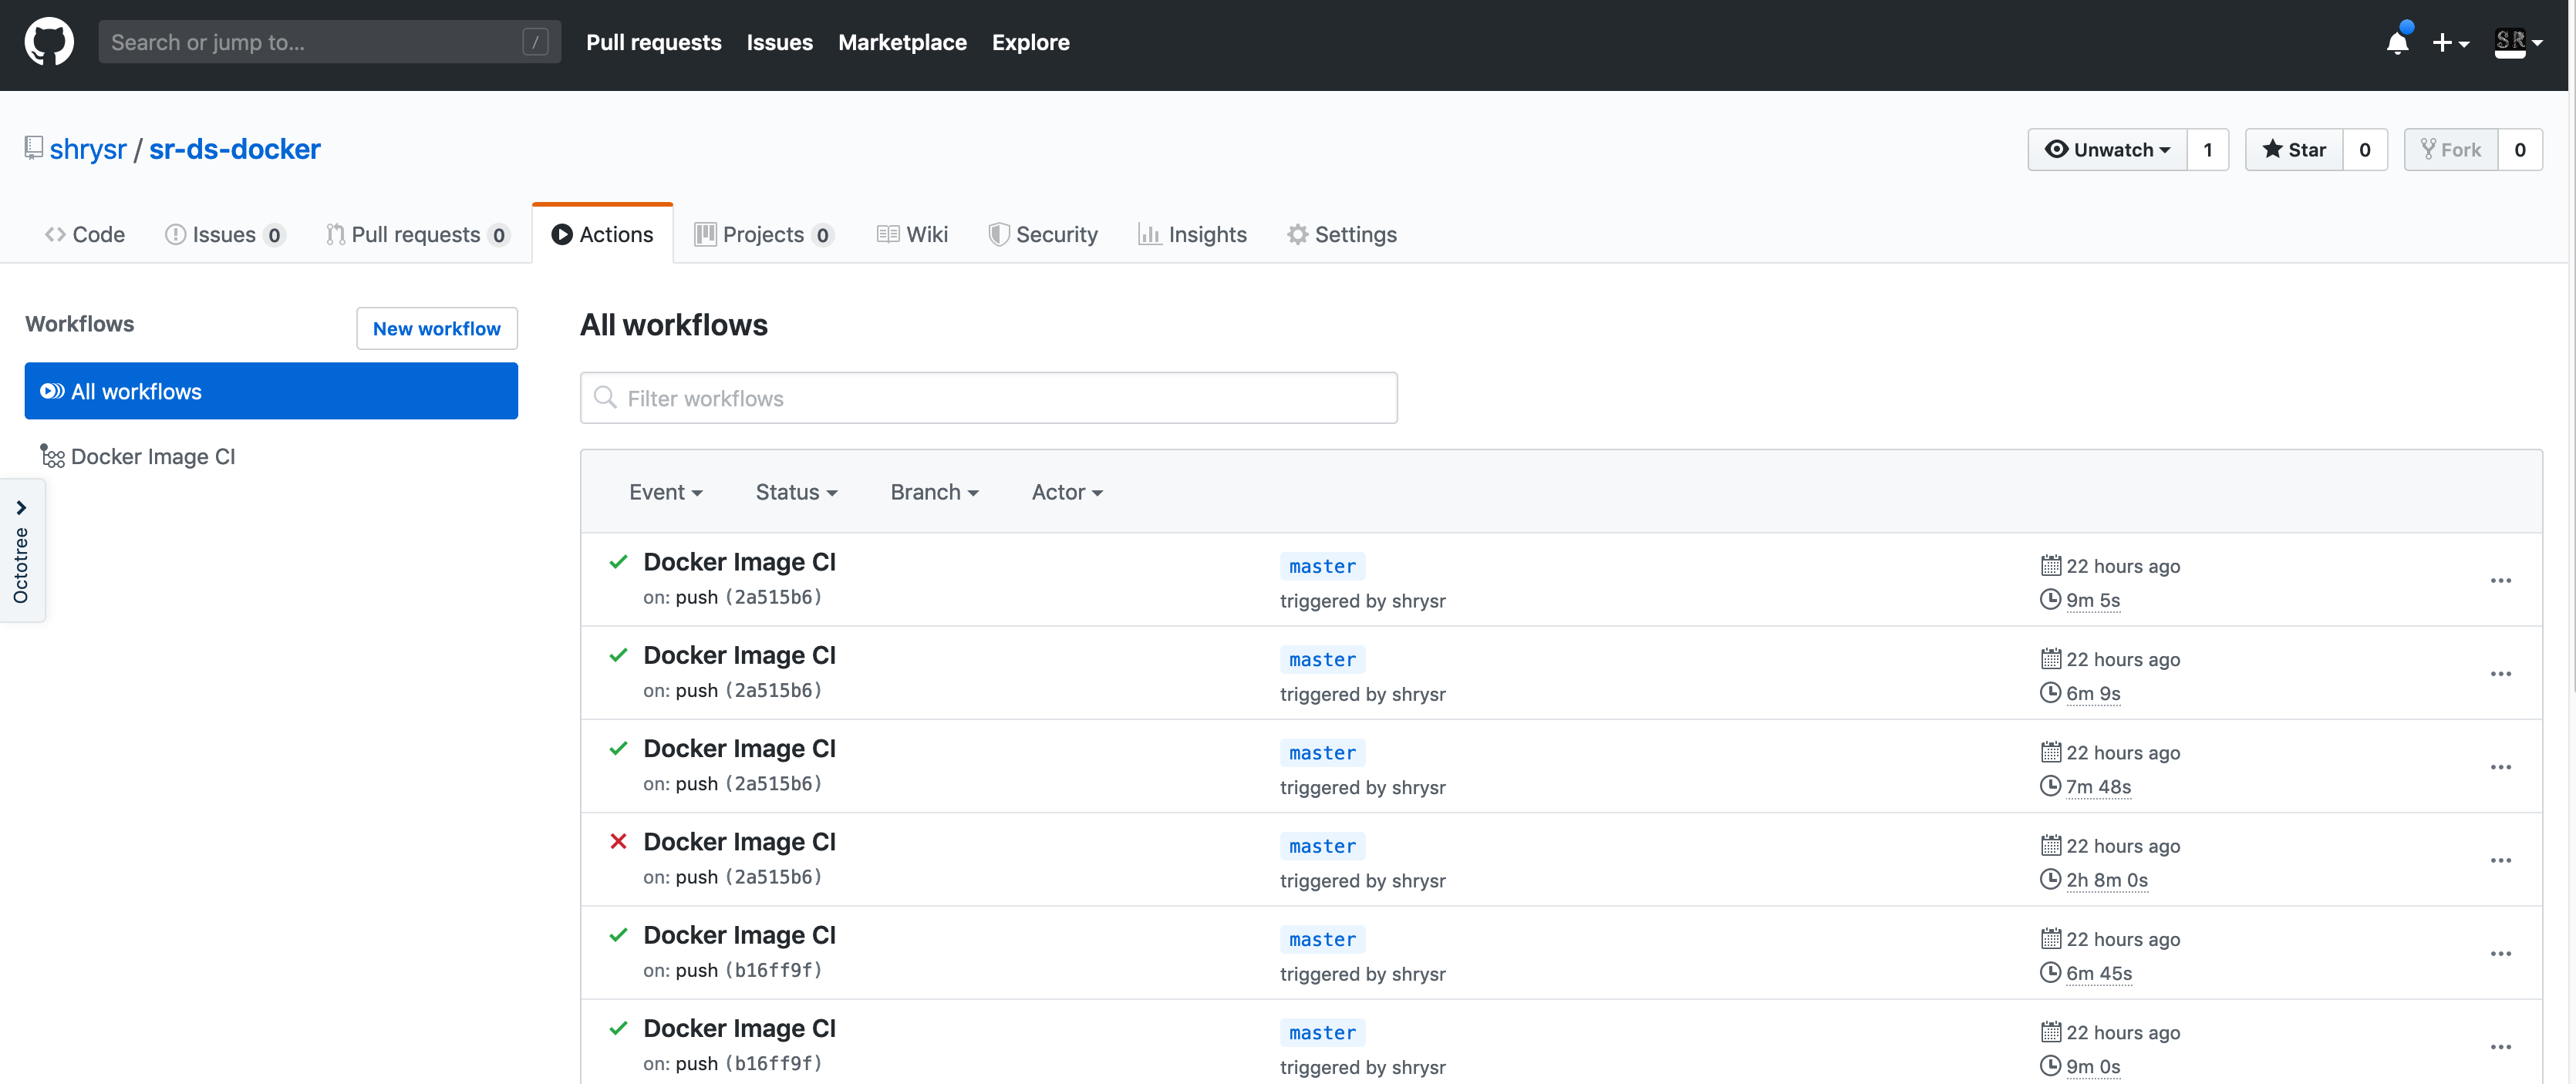 Search or jump to... /
Pull requests Issues Marketplace Explore
SR
shrysr / sr-ds-docker
Unwatch 1
Star 0
Fork 0
Code
Issues 0
Pull requests 0
Actions
Projects 0
Wiki
Security
Insights
Settings
Workflows
New workflow
All workflows
Docker Image CI
Octotree
All workflows
Filter workflows
Event Status Branch Actor
Docker Image CI
on: push (2a515b6)
master
triggered by shrysr
22 hours ago
9m 5s
Docker Image CI
on: push (2a515b6)
master
triggered by shrysr
22 hours ago
6m 9s
Docker Image CI
on: push (2a515b6)
master
triggered by shrysr
22 hours ago
7m 48s
Docker Image CI
on: push (2a515b6)
master
triggered by shrysr
22 hours ago
2h 8m 0s
Docker Image CI
on: push (b16ff9f)
master
triggered by shrysr
22 hours ago
6m 45s
Docker Image CI
on: push (b16ff9f)
master
triggered by shrysr
22 hours ago
9m 0s